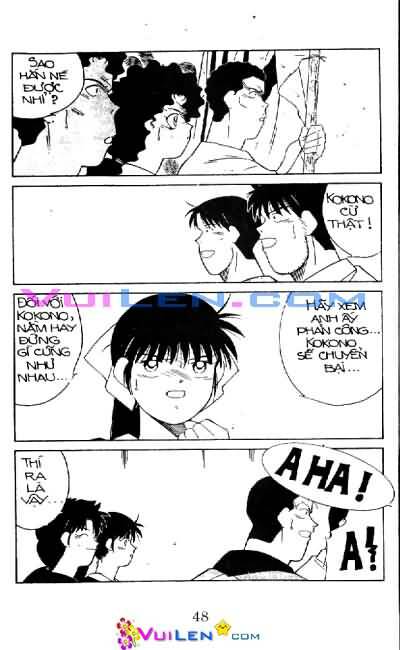 SAO
HẮN NÉ
ĐƯỢC
NHỈ?
KOKONO
CỪ
THẬT!
VUILEN.COM
ĐỐI VỚI
KOKONO,
NẰM HAY
ĐỨNG
GÌ CŨNG
NHƯ
NHAU...
HÃY XEM
ANH ẤY
PHẢN CÔNG...
KOKONO
SẼ CHUYỂN
BẠI...
THÌ
RA
LÀ
VẬY...
AHA!
A!
48
VUILEN.COM